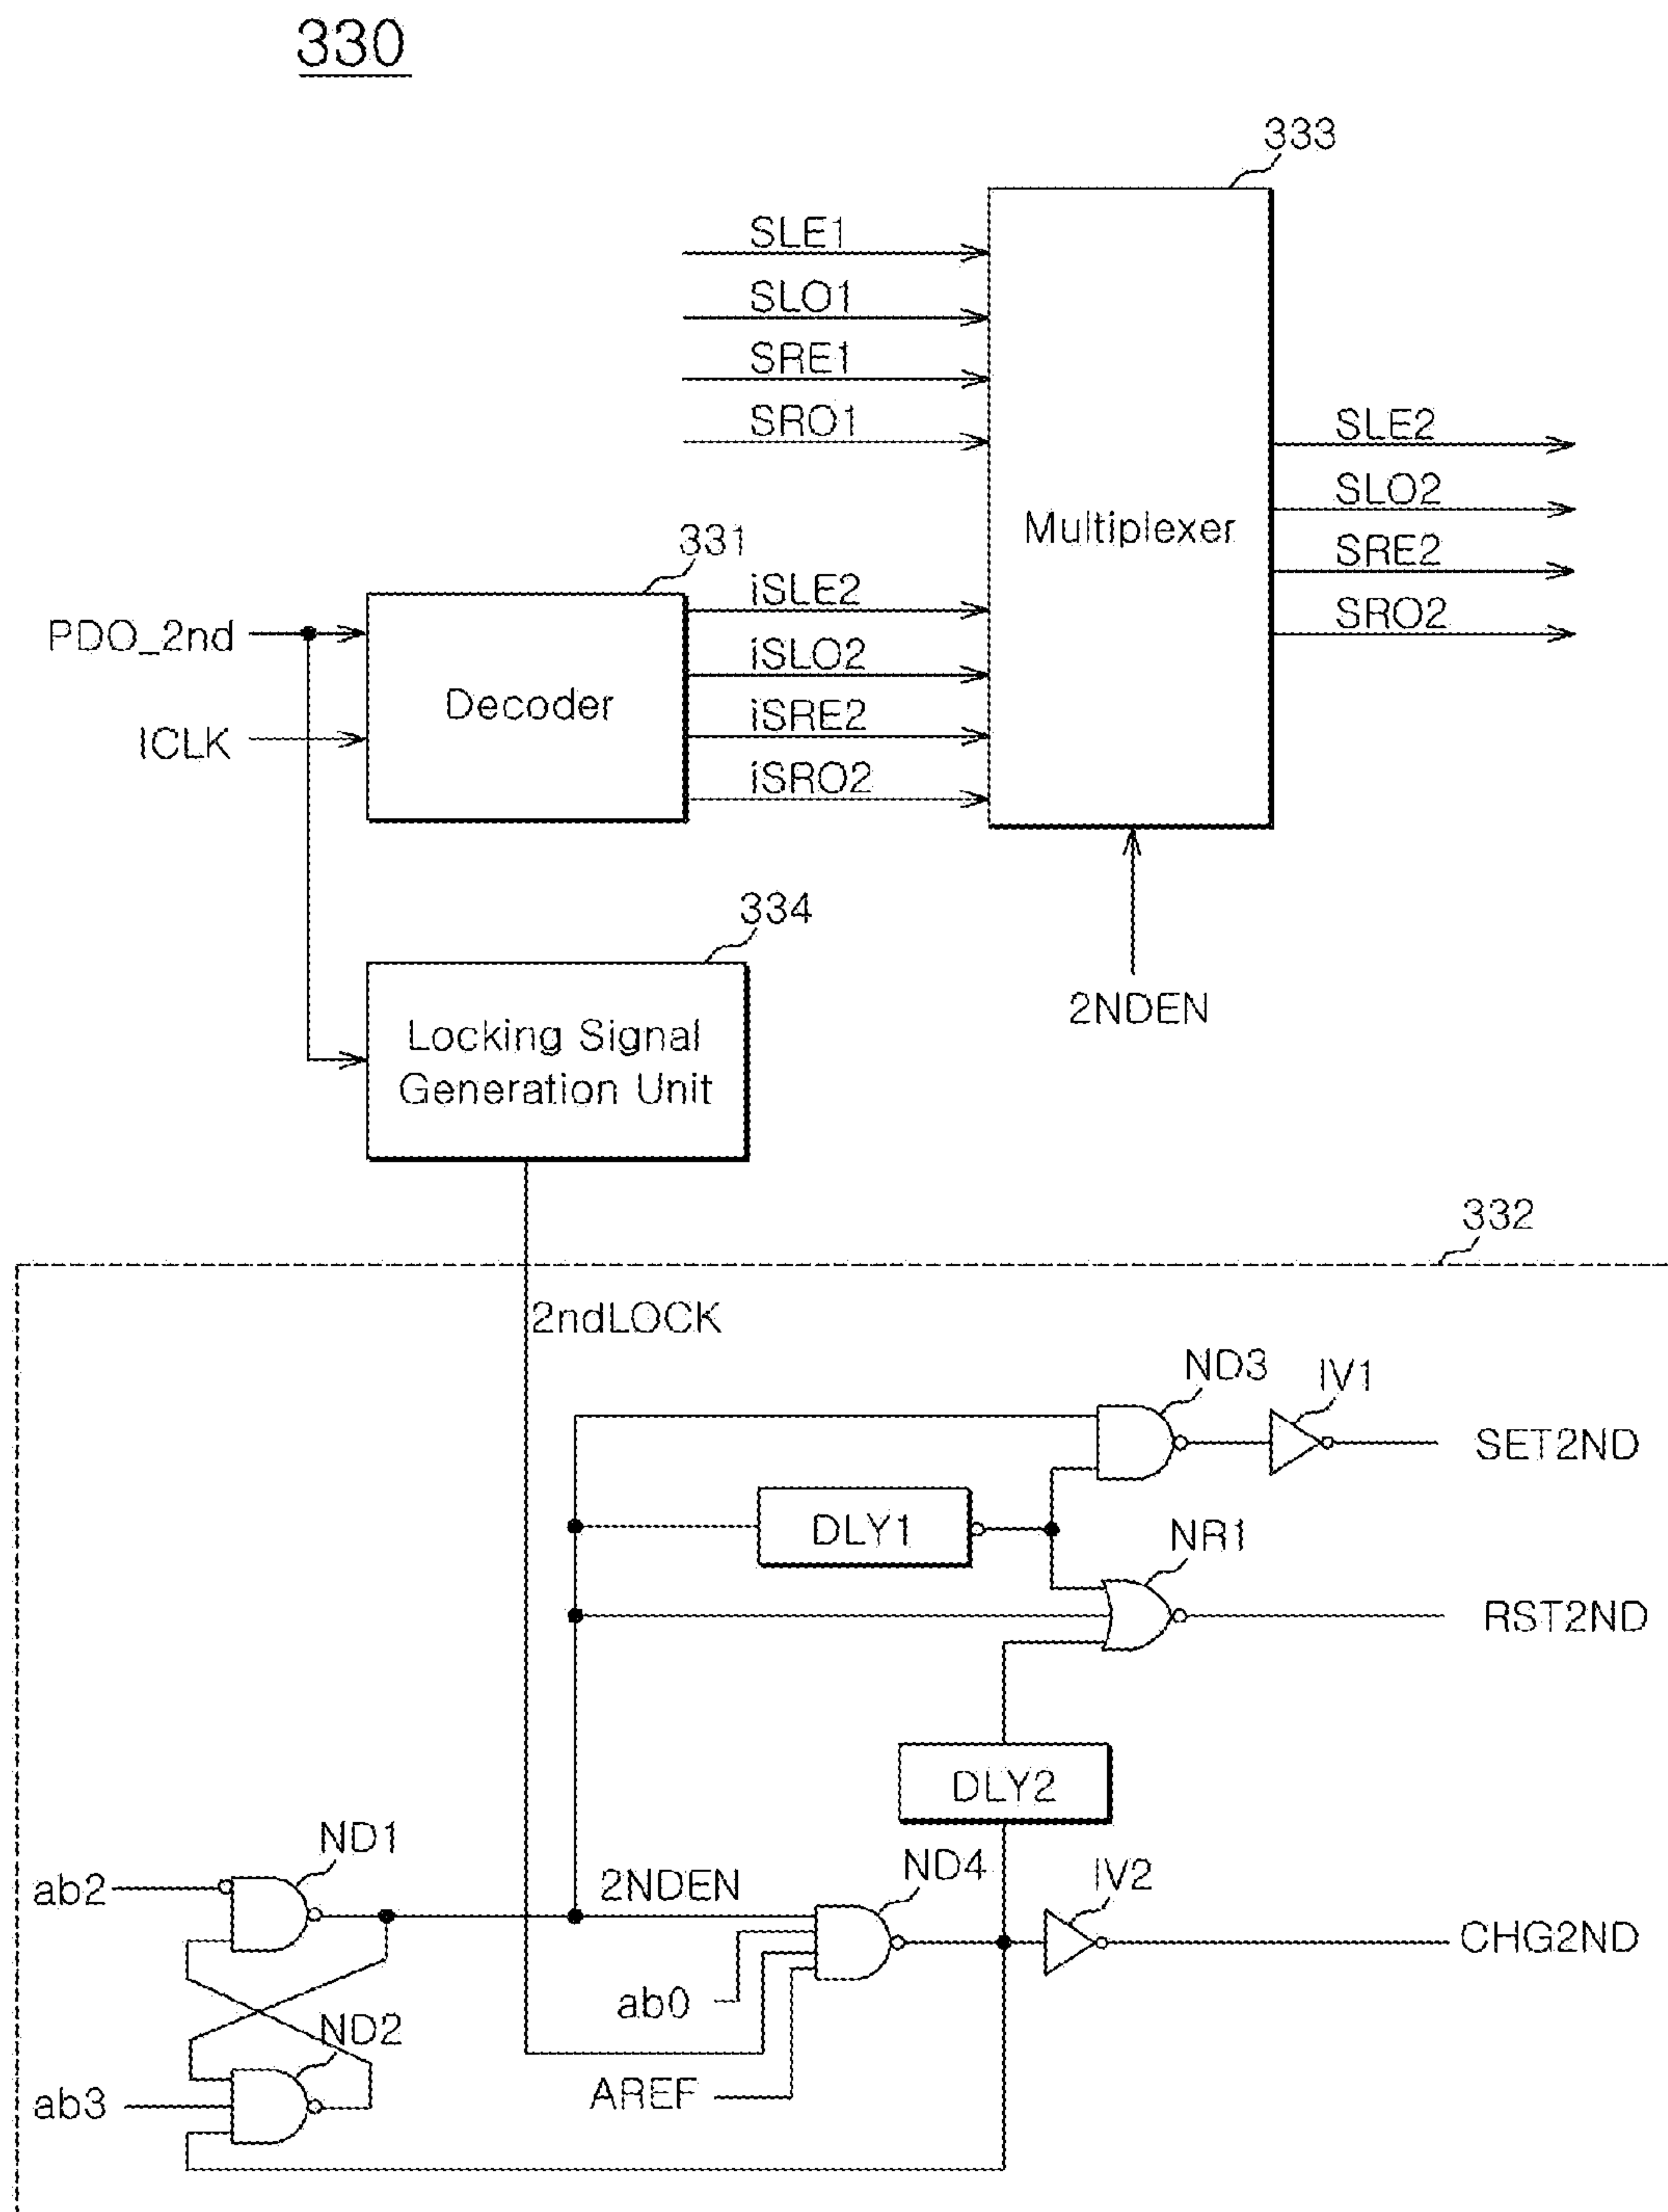 330
333
SLE1
SLO1
SRE1
SRO1
SLE2
SLO2
SRE2
SRO2
Multiplexer
331
iSLE2
iSLO2
iSRE2
iSRO2
PDO_2nd
ICLK
Decoder
334
2NDEN
Locking Signal
Generation Unit
332
2ndLOCK
ND3
IV1
SET2ND
DLY1
NR1
RST2ND
DLY2
ND1
ab2
2NDEN
ND4
IV2
CHG2ND
ab0
ND2
AREF
ab3